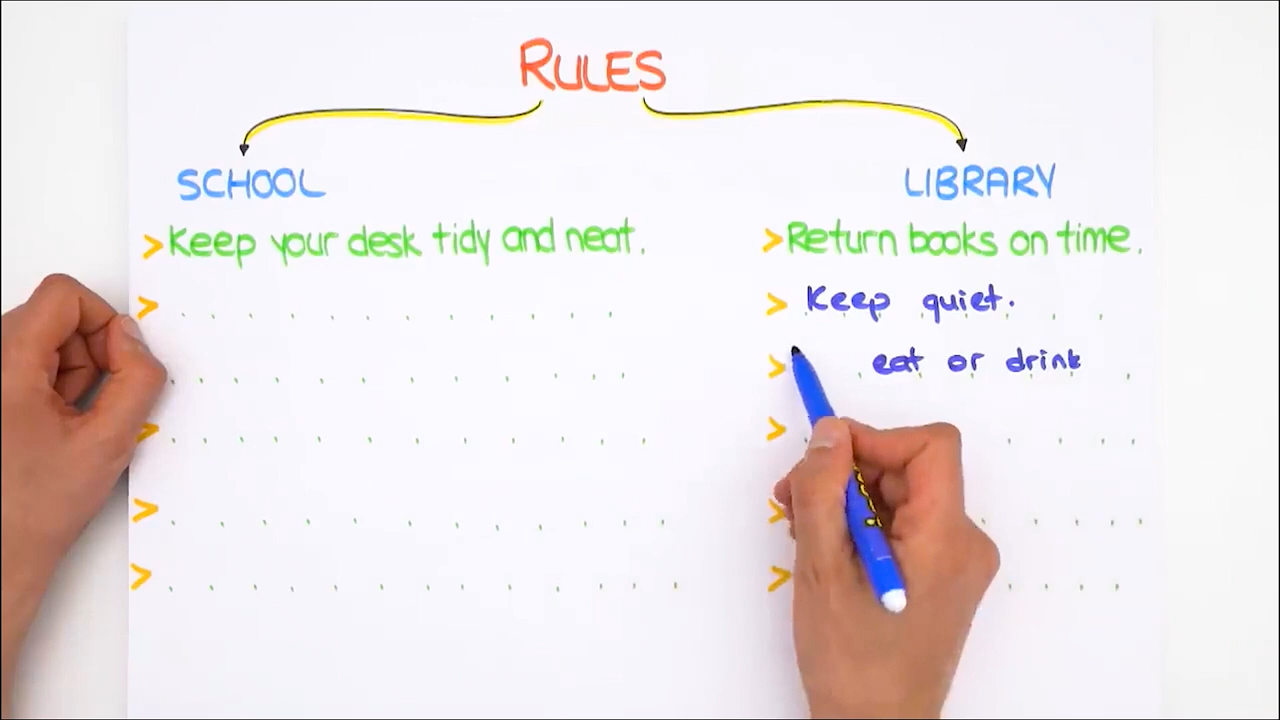 RULES
SCHOOL
> Keep your desk tidy and neat.
>
>
>
>
>
LIBRARY
> Return books on time.
> Keep quiet.
> eat or drink
>
>
>